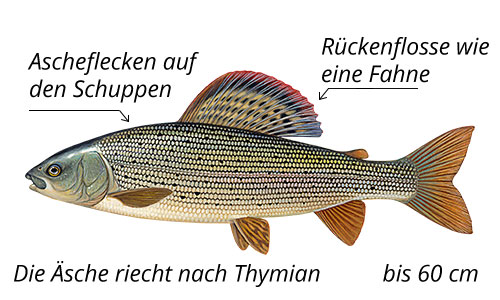 Ascheflecken auf
den Schuppen
Rückenflosse wie
eine Fahne
Die Äsche riecht nach Thymian
bis 60 cm